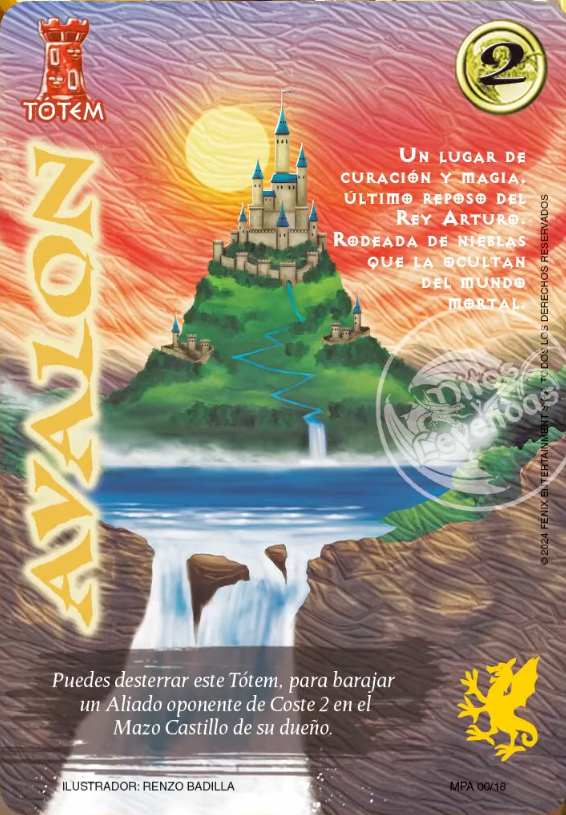 TÓTEM
2
AVALON
Un lugar de
curación y magia,
último reposo del
Rey Arturo.
Rodeada de nieblas
que la ocultan
del mundo
mortal.
Mitos
Leyendas
Puedes desterrar este Tótem, para barajar
un Aliado oponente de Coste 2 en el
Mazo Castillo de su dueño.
ILUSTRADOR: RENZO BADILLA
MPA 00/18
©2024 FENIX ENTERTAINMENT TODOS LOS DERECHOS RESERVADOS